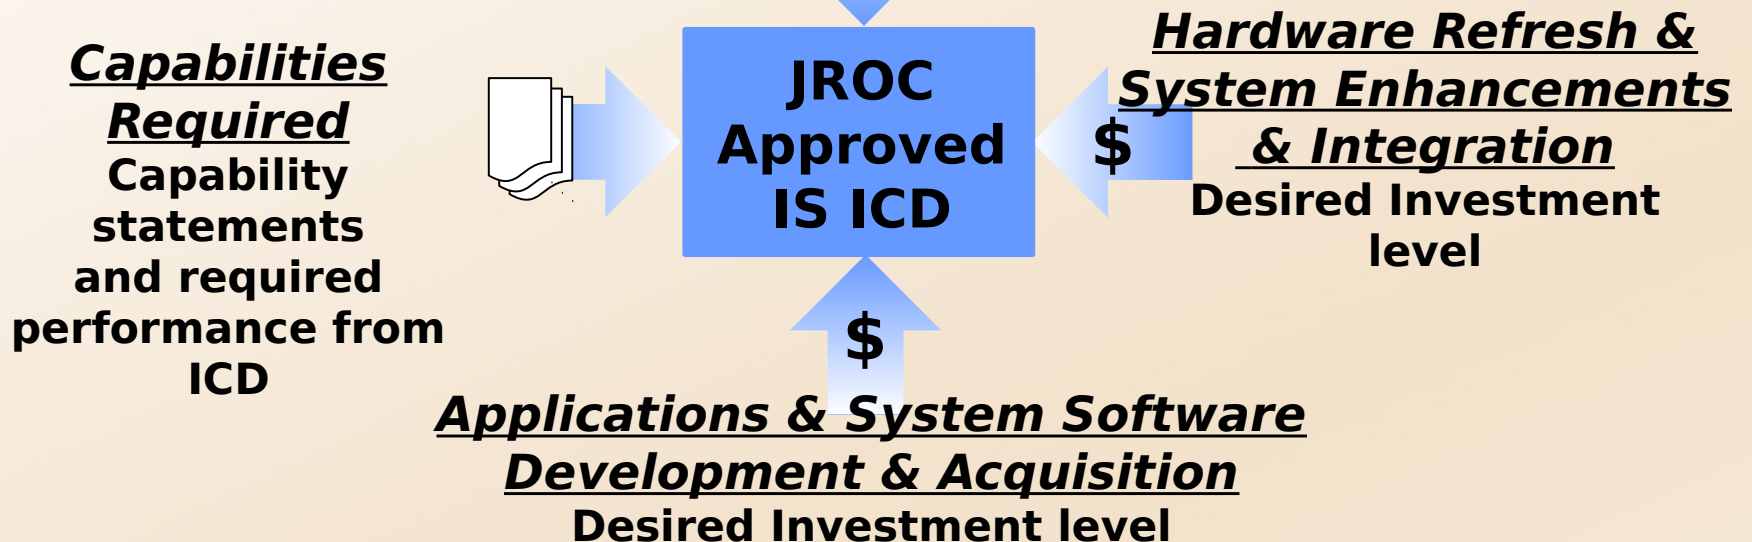 Capabilities
Required
Capability
statements
and required
performance from
ICD
JROC
Approved
IS ICD
$
Hardware Refresh &
System Enhancements
& Integration
Desired Investment
level
$
Applications & System Software
Development & Acquisition
Desired Investment level